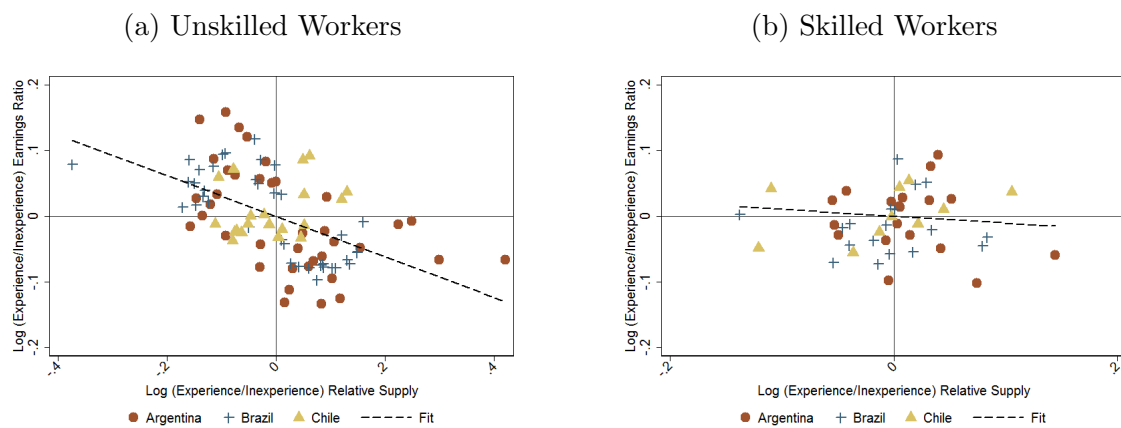 (a) Unskilled Workers
Log (Experience/Inexperience) Earnings Ratio
.2
.1
0
-.1
-.2
-.4
-.2
0
.2
.4
Log (Experience/Inexperience) Relative Supply
Argentina Brazil Chile Fit
(b) Skilled Workers
Log (Experience/Inexperience) Earnings Ratio
.2
.1
0
-.1
-.2
-.2
0
.2
Log (Experience/Inexperience) Relative Supply
Argentina Brazil Chile Fit